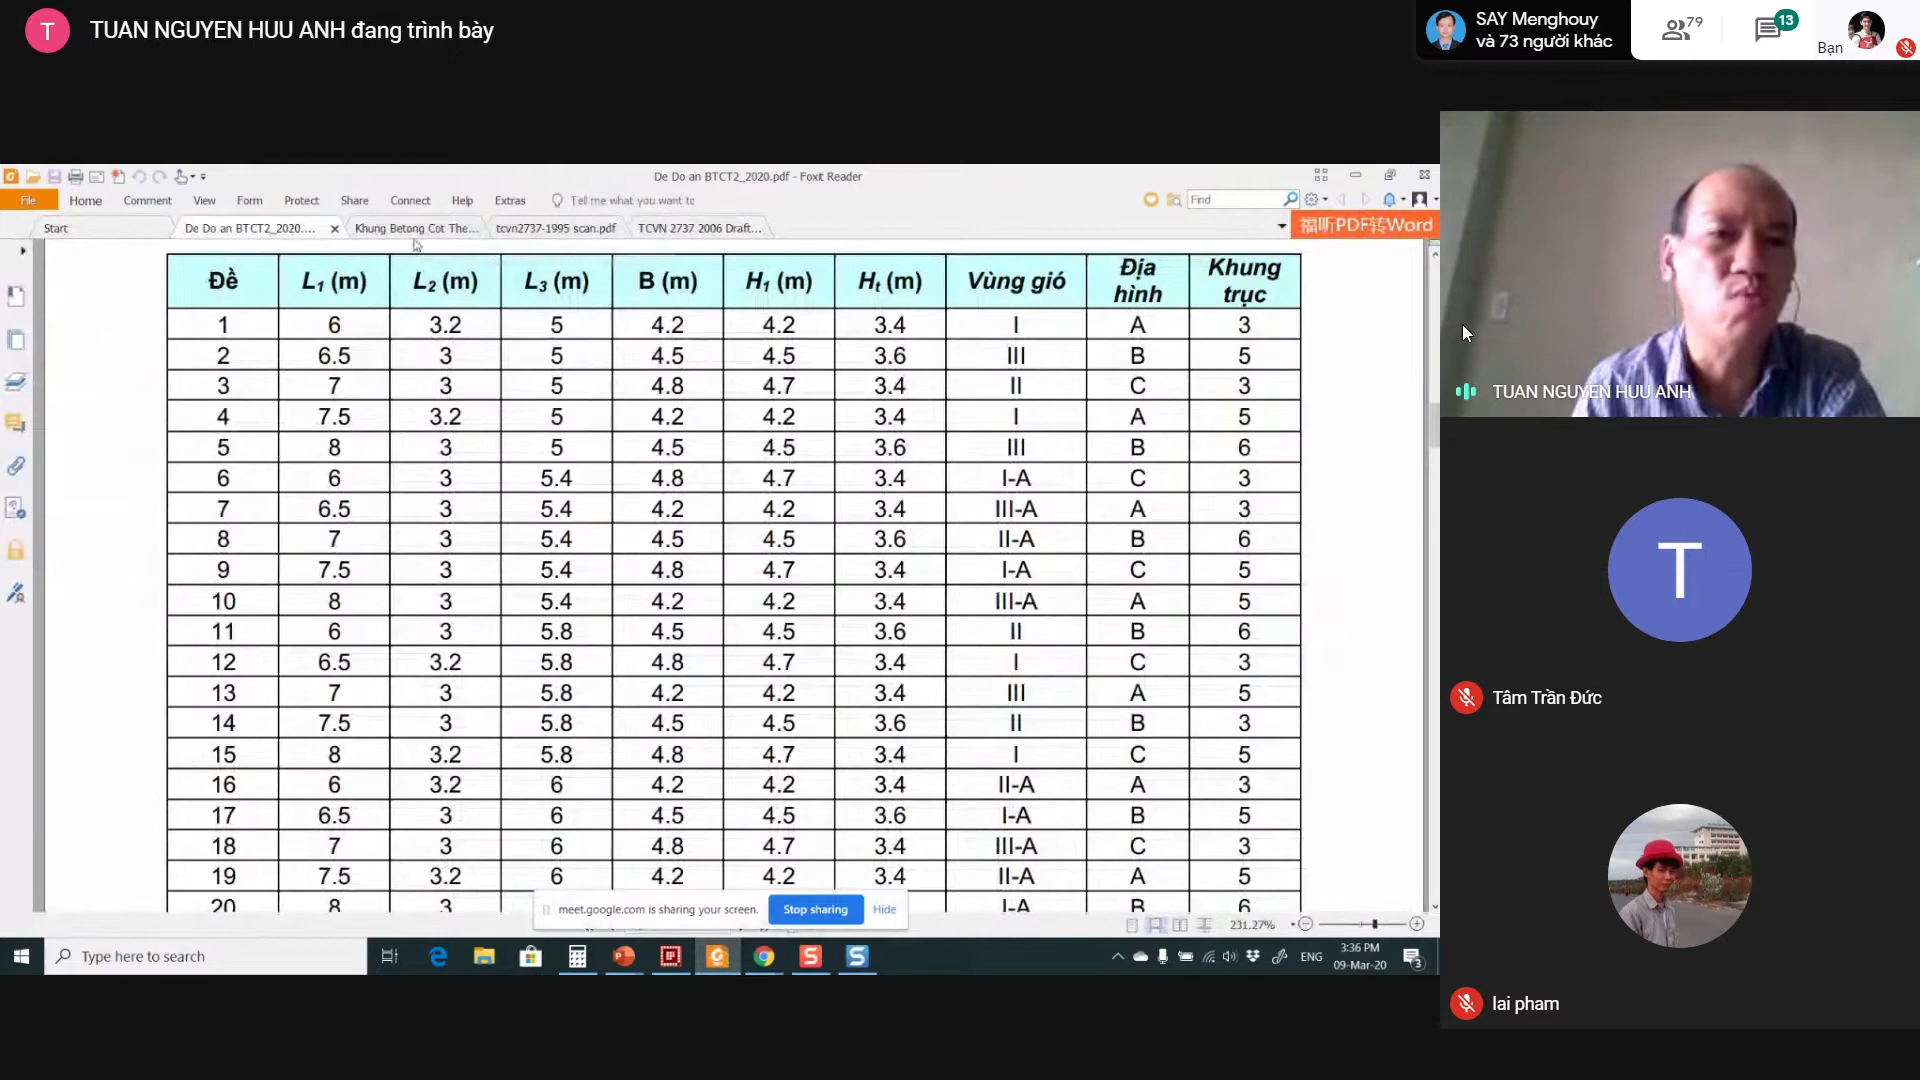 T
TUAN NGUYEN HUU ANH đang trình bày
SAY Menghouy
và 73 người khác
79
13
Bạn
De Do an BTCT2_2020.pdf - Foxit Reader
File Home Comment View Form Protect Share Connect Help Extras Tell me what you want to Find
Start De Do an BTCT2_2020.... Khung Betong Cot The... tcvn2737-1995 scan.pdf TCVN 2737 2006 Draft... 福昕PDF转Word
Đề L1 (m) L2 (m) L3 (m) B (m) H1 (m) Ht (m) Vùng gió Địa hình Khung trục
1 6 3.2 5 4.2 4.2 3.4 I A 3
2 6.5 3 5 4.5 4.5 3.6 III B 5
3 7 3 5 4.8 4.7 3.4 II C 3
4 7.5 3.2 5 4.2 4.2 3.4 I A 5
5 8 3 5 4.5 4.5 3.6 III B 6
6 6 3 5.4 4.8 4.7 3.4 I-A C 3
7 6.5 3 5.4 4.2 4.2 3.4 III-A A 3
8 7 3 5.4 4.5 4.5 3.6 II-A B 6
9 7.5 3 5.4 4.8 4.7 3.4 I-A C 5
10 8 3 5.4 4.2 4.2 3.4 III-A A 5
11 6 3 5.8 4.5 4.5 3.6 II B 6
12 6.5 3.2 5.8 4.8 4.7 3.4 I C 3
13 7 3 5.8 4.2 4.2 3.4 III A 5
14 7.5 3 5.8 4.5 4.5 3.6 II B 3
15 8 3.2 5.8 4.8 4.7 3.4 I C 5
16 6 3.2 6 4.2 4.2 3.4 II-A A 3
17 6.5 3 6 4.5 4.5 3.6 I-A B 5
18 7 3 6 4.8 4.7 3.4 III-A C 3
19 7.5 3.2 6 4.2 4.2 3.4 II-A A 5
20 8 3 I-A B 6
meet.google.com is sharing your screen. Stop sharing Hide
231.27%
Type here to search
ENG
3:36 PM
09-Mar-20
3
TUAN NGUYEN HUU ANH
T
Tâm Trần Đức
lai pham